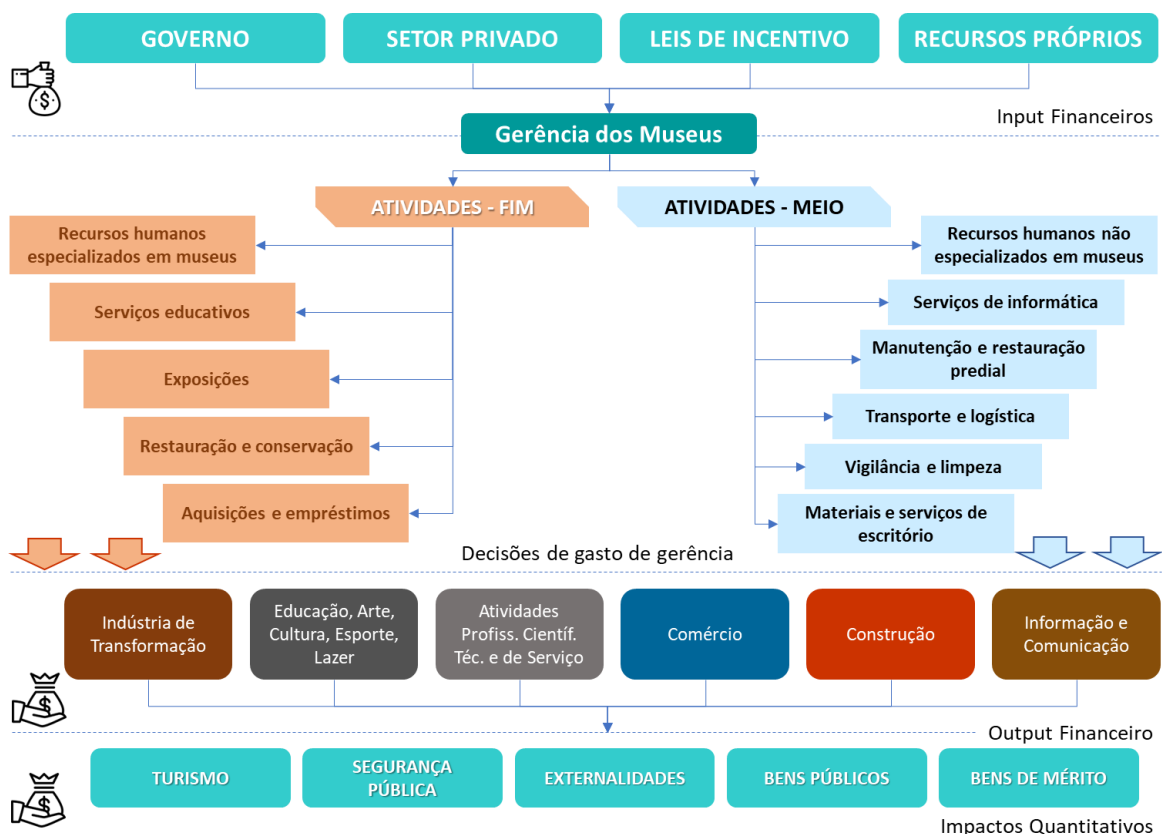 GOVERNO
SETOR PRIVADO
LEIS DE INCENTIVO
RECURSOS PRÓPRIOS
Input Financeiros
Gerência dos Museus
ATIVIDADES - FIM
ATIVIDADES - MEIO
Recursos humanos
especializados em museus
Serviços educativos
Exposições
Restauração e conservação
Aquisições e empréstimos
Recursos humanos não
especializados em museus
Serviços de informática
Manutenção e restauração
predial
Transporte e logística
Vigilância e limpeza
Materiais e serviços de
escritório
Decisões de gasto de gerência
Indústria de
Transformação
Educação, Arte,
Cultura, Esporte,
Lazer
Atividades
Profiss. Científ.
Téc. e de Serviço
Comércio
Construção
Informação e
Comunicação
Output Financeiro
TURISMO
SEGURANÇA
PÚBLICA
EXTERNALIDADES
BENS PÚBLICOS
BENS DE MÉRITO
Impactos Quantitativos